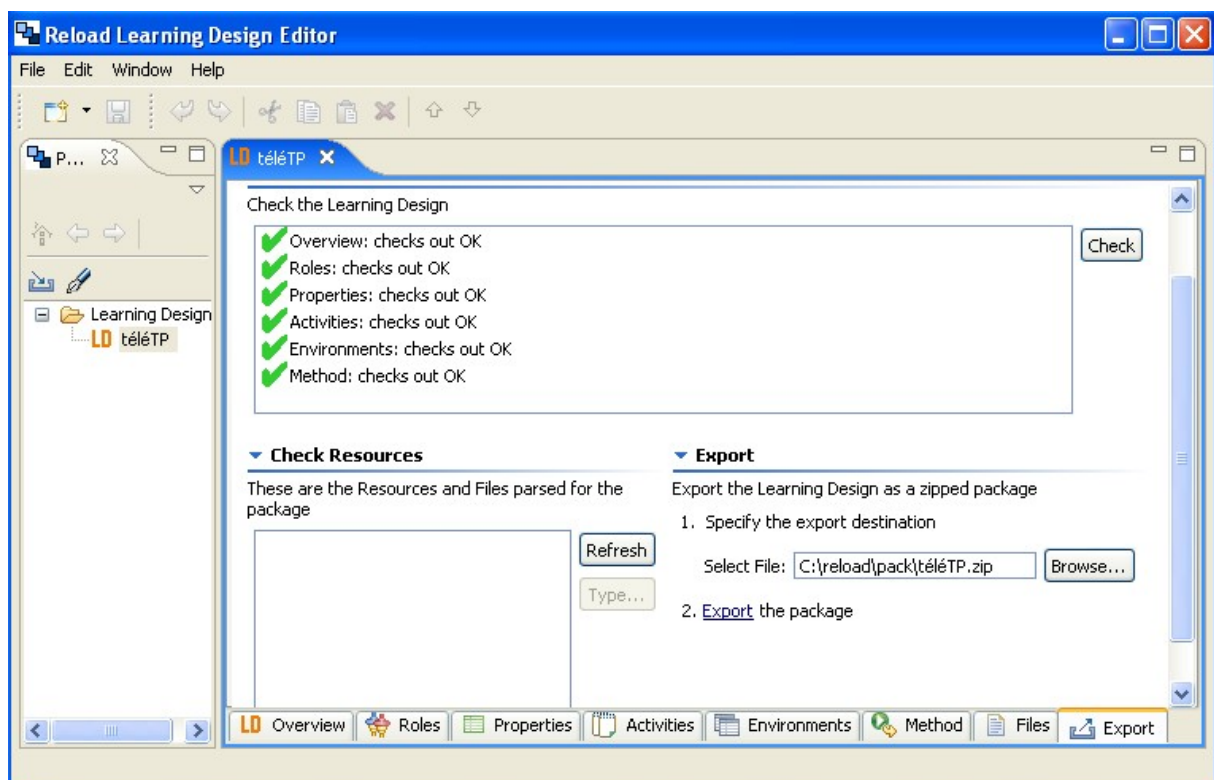 Reload Learning Design Editor
File Edit Window Help
P...
LD téléTP
Learning Design
LD téléTP
Check the Learning Design
Overview: checks out OK
Roles: checks out OK
Properties: checks out OK
Activities: checks out OK
Environments: checks out OK
Method: checks out OK
Check
Check Resources
These are the Resources and Files parsed for the
package
Refresh
Type...
Export
Export the Learning Design as a zipped package
1. Specify the export destination
Select File: C:\reload\pack\téléTP.zip Browse...
2. Export the package
LD Overview Roles Properties Activities Environments Method Files Export